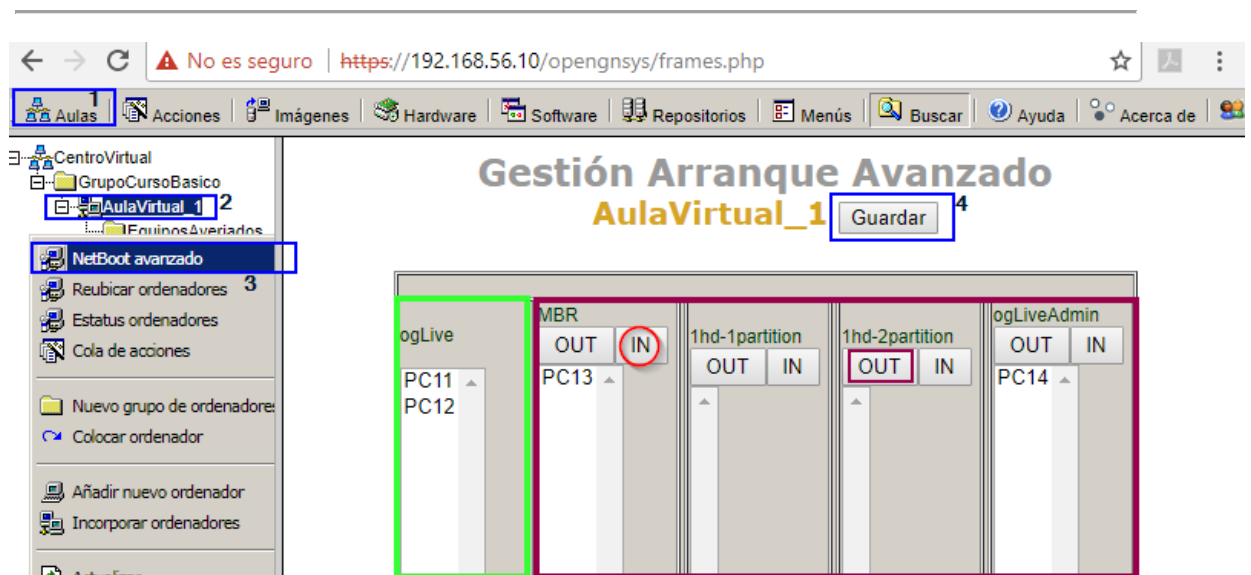 No es seguro | https://192.168.56.10/opengnsys/frames.php
1
Aulas Acciones Imágenes Hardware Software Repositorios Menús Buscar Ayuda Acerca de
CentroVirtual
GrupoCursoBasico
AulaVirtual_1 2
EquiposAveriados
NetBoot avanzado
Reubicar ordenadores 3
Estatus ordenadores
Cola de acciones
Nuevo grupo de ordenadores
Colocar ordenador
Añadir nuevo ordenador
Incorporar ordenadores
Actualizar
Gestión Arranque Avanzado
AulaVirtual_1 Guardar 4
ogLive
PC11
PC12
MBR
OUT IN
PC13
1hd-1partition
OUT IN
1hd-2partition
OUT IN
ogLiveAdmin
OUT IN
PC14